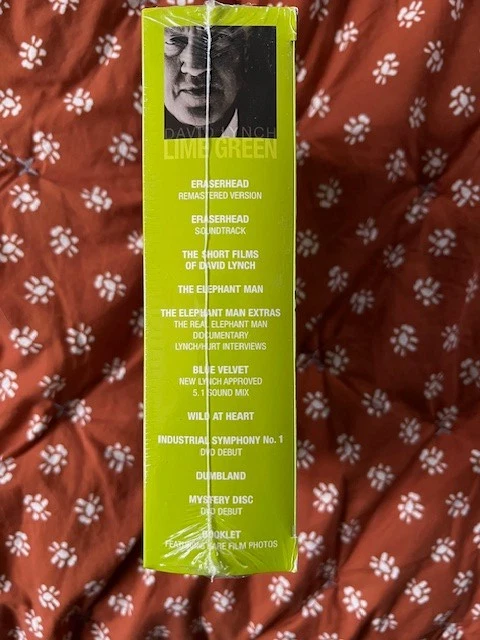 DAVID LYNCH
LIME GREEN
ERASERHEAD
REMASTERED VERSION
ERASERHEAD
SOUNDTRACK
THE SHORT FILMS
OF DAVID LYNCH
THE ELEPHANT MAN
THE ELEPHANT MAN EXTRAS
THE REAL ELEPHANT MAN
DOCUMENTARY
LYNCH/HURT INTERVIEWS
BLUE VELVET
NEW LYNCH APPROVED
5.1 SOUND MIX
WILD AT HEART
INDUSTRIAL SYMPHONY No. 1
DVD DEBUT
DUMBLAND
MYSTERY DISC
DVD DEBUT
BOOKLET
FEATURING RARE FILM PHOTOS